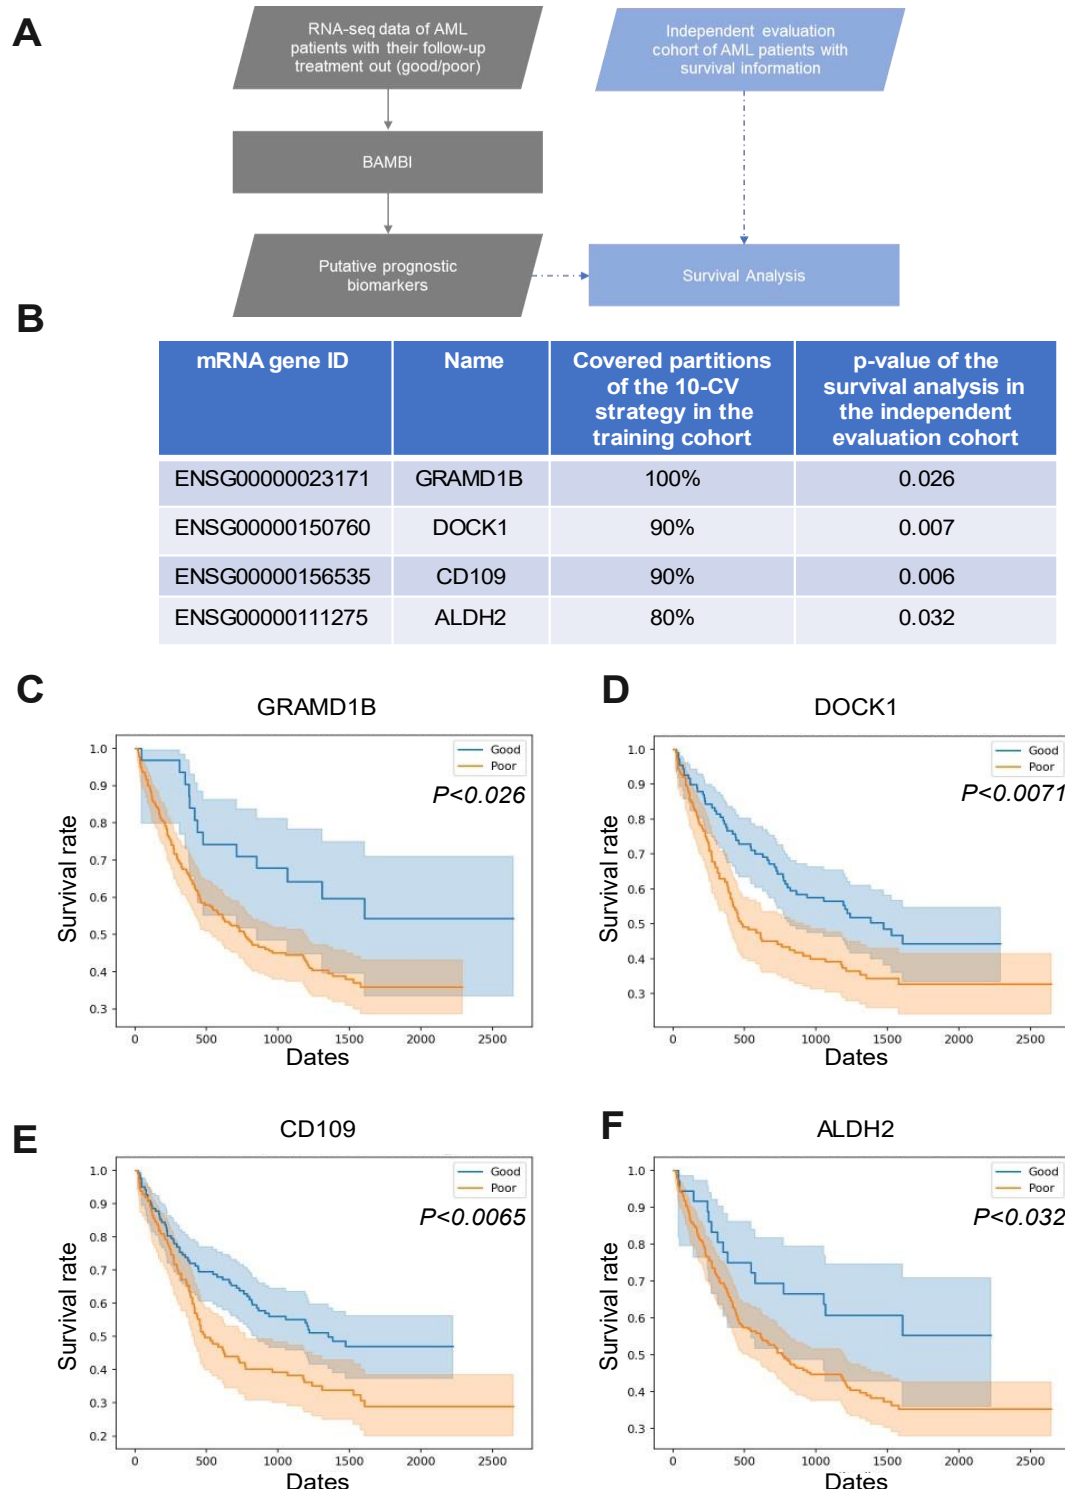 A
RNA-seq data of AML
patients with their follow-up
treatment out (good/poor)
Independent evaluation
cohort of AML patients with
survival information
BAMBI
Putative prognostic
biomarkers
Survival Analysis
B
mRNA gene ID
Name
Covered partitions
of the 10-CV
strategy in the
training cohort
p-value of the
survival analysis in
the independent
evaluation cohort
ENSG00000023171 GRAMD1B 100% 0.026
ENSG00000150760 DOCK1 90% 0.007
ENSG00000156535 CD109 90% 0.006
ENSG00000111275 ALDH2 80% 0.032
C
GRAMD1B
Good
Poor
P<0.026
Survival rate
1.0
0.9
0.8
0.7
0.6
0.5
0.4
0.3
0 500 1000 1500 2000 2500
Dates
D
DOCK1
Good
Poor
P<0.0071
Survival rate
1.0
0.9
0.8
0.7
0.6
0.5
0.4
0.3
0 500 1000 1500 2000 2500
Dates
E
CD109
Good
Poor
P<0.0065
Survival rate
1.0
0.9
0.8
0.7
0.6
0.5
0.4
0.3
0.2
0 500 1000 1500 2000 2500
Dates
F
ALDH2
Good
Poor
P<0.032
Survival rate
1.0
0.9
0.8
0.7
0.6
0.5
0.4
0.3
0 500 1000 1500 2000 2500
Dates